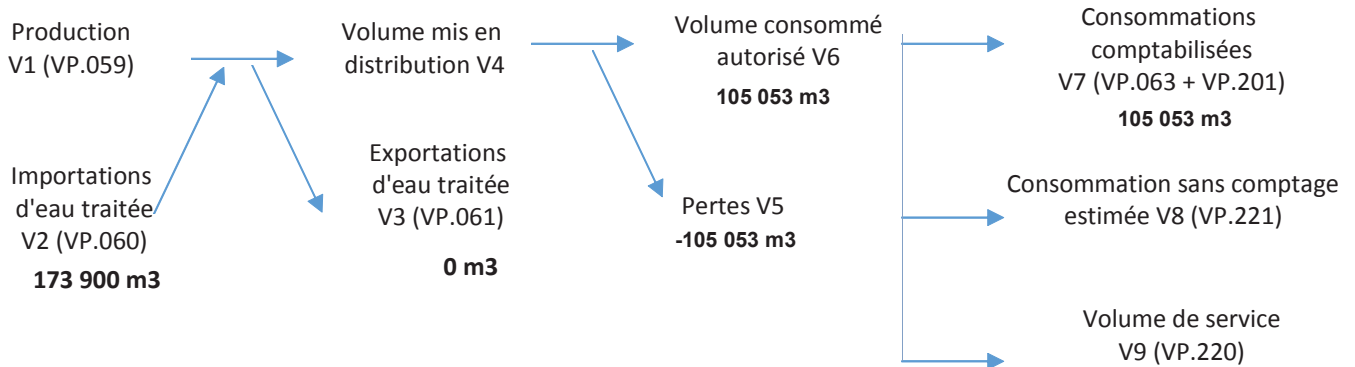 Production
V1 (VP.059)
Importations
d'eau traitée
V2 (VP.060)
173 900 m3
Volume mis en
distribution V4
Exportations
d'eau traitée
V3 (VP.061)
0 m3
Volume consommé
autorisé V6
105 053 m3
Pertes V5
-105 053 m3
Consommations
comptabilisées
V7 (VP.063 + VP.201)
105 053 m3
Consommation sans comptage
estimée V8 (VP.221)
Volume de service
V9 (VP.220)